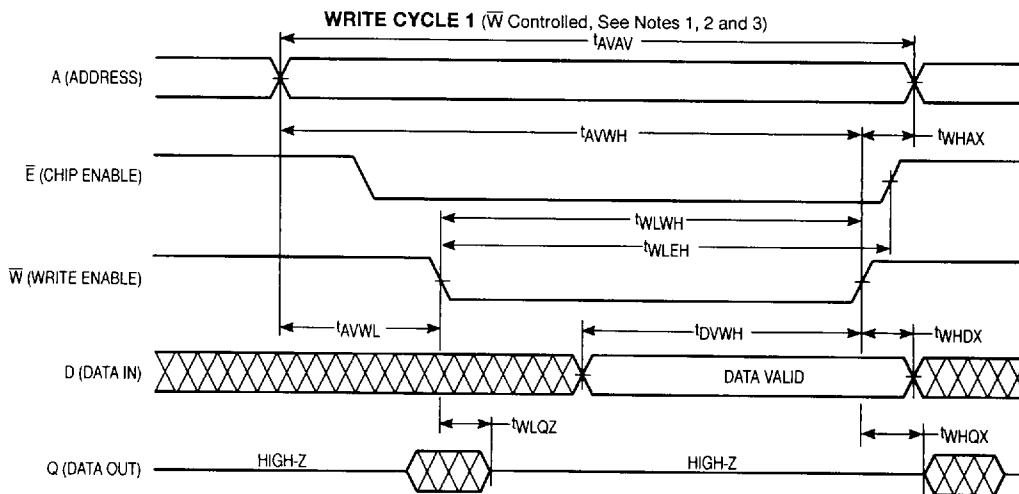 WRITE CYCLE 1 (W̅ Controlled, See Notes 1, 2 and 3)
tAVAV
A (ADDRESS)
tAVWH
tWHAX
E̅ (CHIP ENABLE)
tWLWH
tWLEH
W̅ (WRITE ENABLE)
tAVWL
tDVWH
tWHDX
D (DATA IN)
DATA VALID
tWLQZ
tWHQX
Q (DATA OUT)
HIGH-Z
HIGH-Z